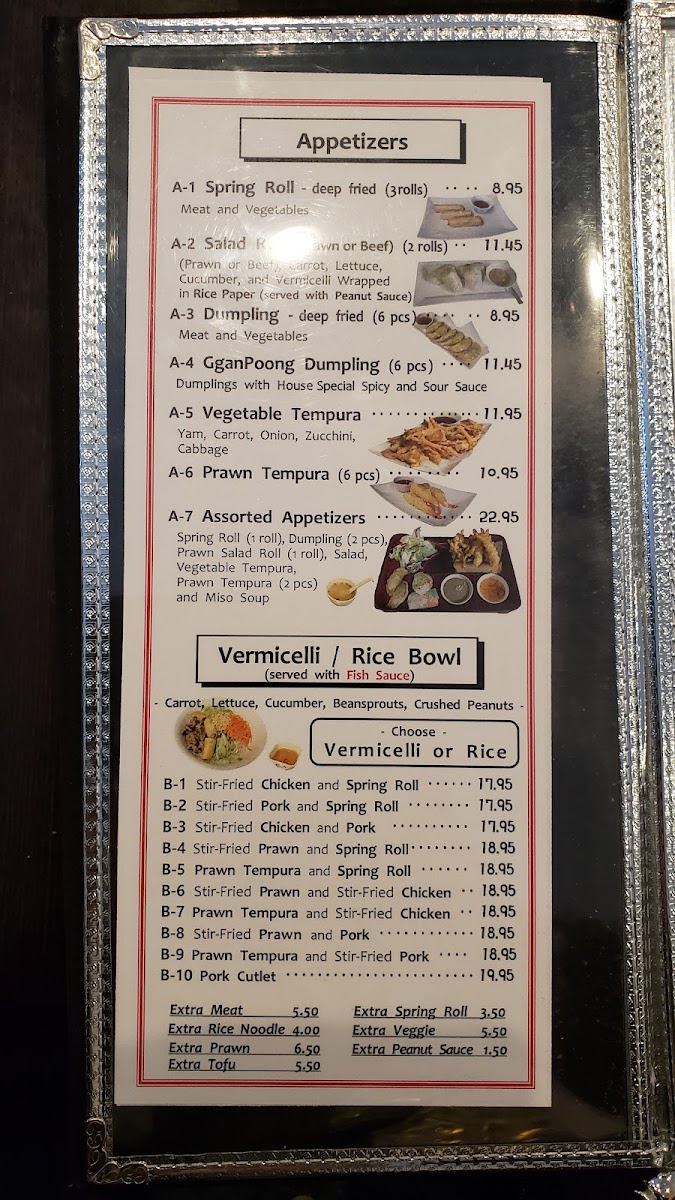 Appetizers
A-1 Spring Roll - deep fried (3 rolls) ···· 8.95
Meat and Vegetables
A-2 Salad or Beef) (2 rolls) ·· 11.45
(Prawn or Beef), Carrot, Lettuce,
Cucumber, and Vermicelli Wrapped
in Rice Paper (served with Peanut Sauce)
A-3 Dumpling - deep fried (6 pcs) ···· ·· 8.95
Meat and Vegetables
A-4 GganPoong Dumpling (6 pcs) ···· 11.45
Dumplings with House Special Spicy and Sour Sauce
A-5 Vegetable Tempura ·············· 11.95
Yam, Carrot, Onion, Zucchini,
Cabbage
A-6 Prawn Tempura (6 pcs) ········· 10.95
A-7 Assorted Appetizers ············· 22.95
Spring Roll (1 roll), Dumpling (2 pcs),
Prawn Salad Roll (1 roll), Salad,
Vegetable Tempura,
Prawn Tempura (2 pcs)
and Miso Soup
Vermicelli / Rice Bowl
(served with Fish Sauce)
- Carrot, Lettuce, Cucumber, Beansprouts, Crushed Peanuts -
- Choose -
Vermicelli or Rice
B-1 Stir-Fried Chicken and Spring Roll ······ 17.95
B-2 Stir-Fried Pork and Spring Roll ········ 17.95
B-3 Stir-Fried Chicken and Pork ·········· 17.95
B-4 Stir-Fried Prawn and Spring Roll ········ 18.95
B-5 Prawn Tempura and Spring Roll ······ 18.95
B-6 Stir-Fried Prawn and Stir-Fried Chicken ·· 18.95
B-7 Prawn Tempura and Stir-Fried Chicken ·· 18.95
B-8 Stir-Fried Prawn and Pork ············ 18.95
B-9 Prawn Tempura and Stir-Fried Pork ···· 18.95
B-10 Pork Cutlet ························ 19.95
Extra Meat 5.50
Extra Rice Noodle 4.00
Extra Prawn 6.50
Extra Tofu 5.50
Extra Spring Roll 3.50
Extra Veggie 5.50
Extra Peanut Sauce 1.50